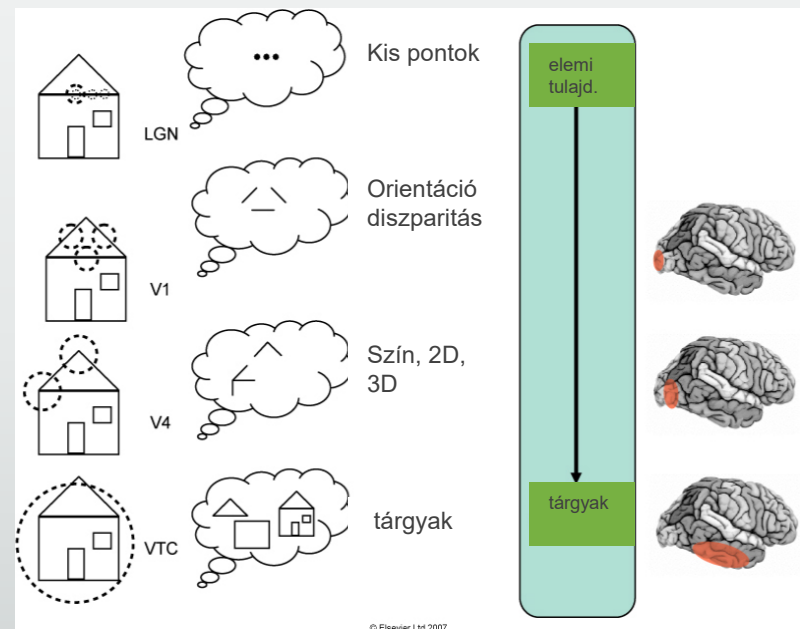 Kis pontok
elemi
tulajd.
LGN
Orientáció
diszparitás
V1
Szín, 2D,
3D
V4
tárgyak
tárgyak
VTC
© Elsevier Ltd 2007